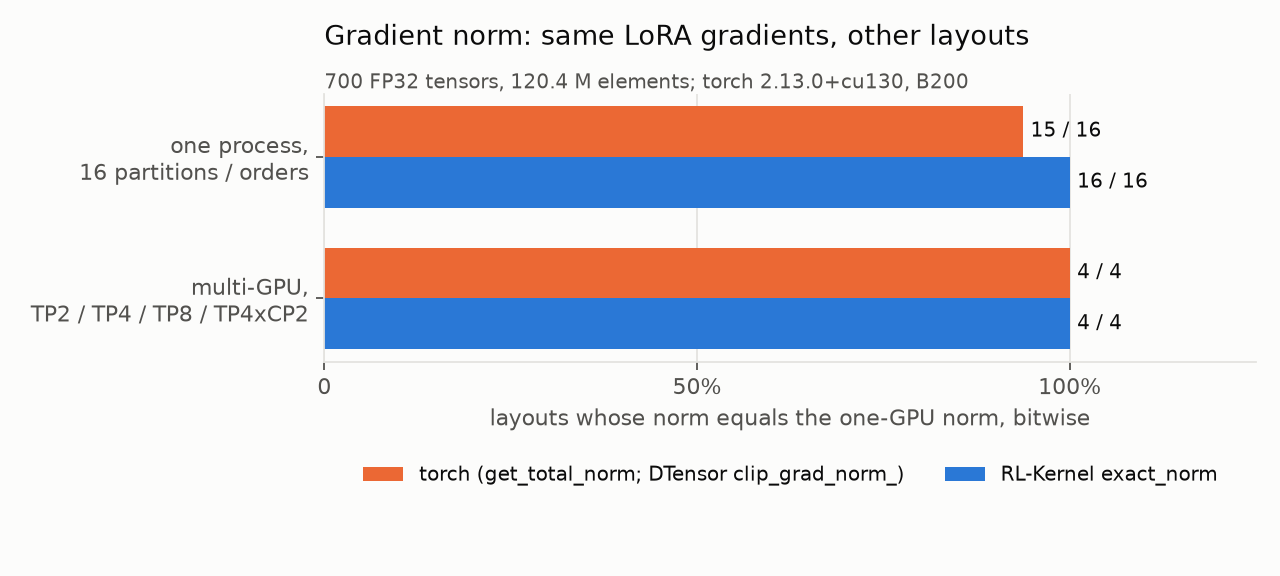 Gradient norm: same LoRA gradients, other layouts
700 FP32 tensors, 120.4 M elements; torch 2.13.0+cu130, B200
one process,
16 partitions / orders
15 / 16
16 / 16
multi-GPU,
TP2 / TP4 / TP8 / TP4xCP2
4 / 4
4 / 4
0 50% 100%
layouts whose norm equals the one-GPU norm, bitwise
torch (get_total_norm; DTensor clip_grad_norm_) RL-Kernel exact_norm